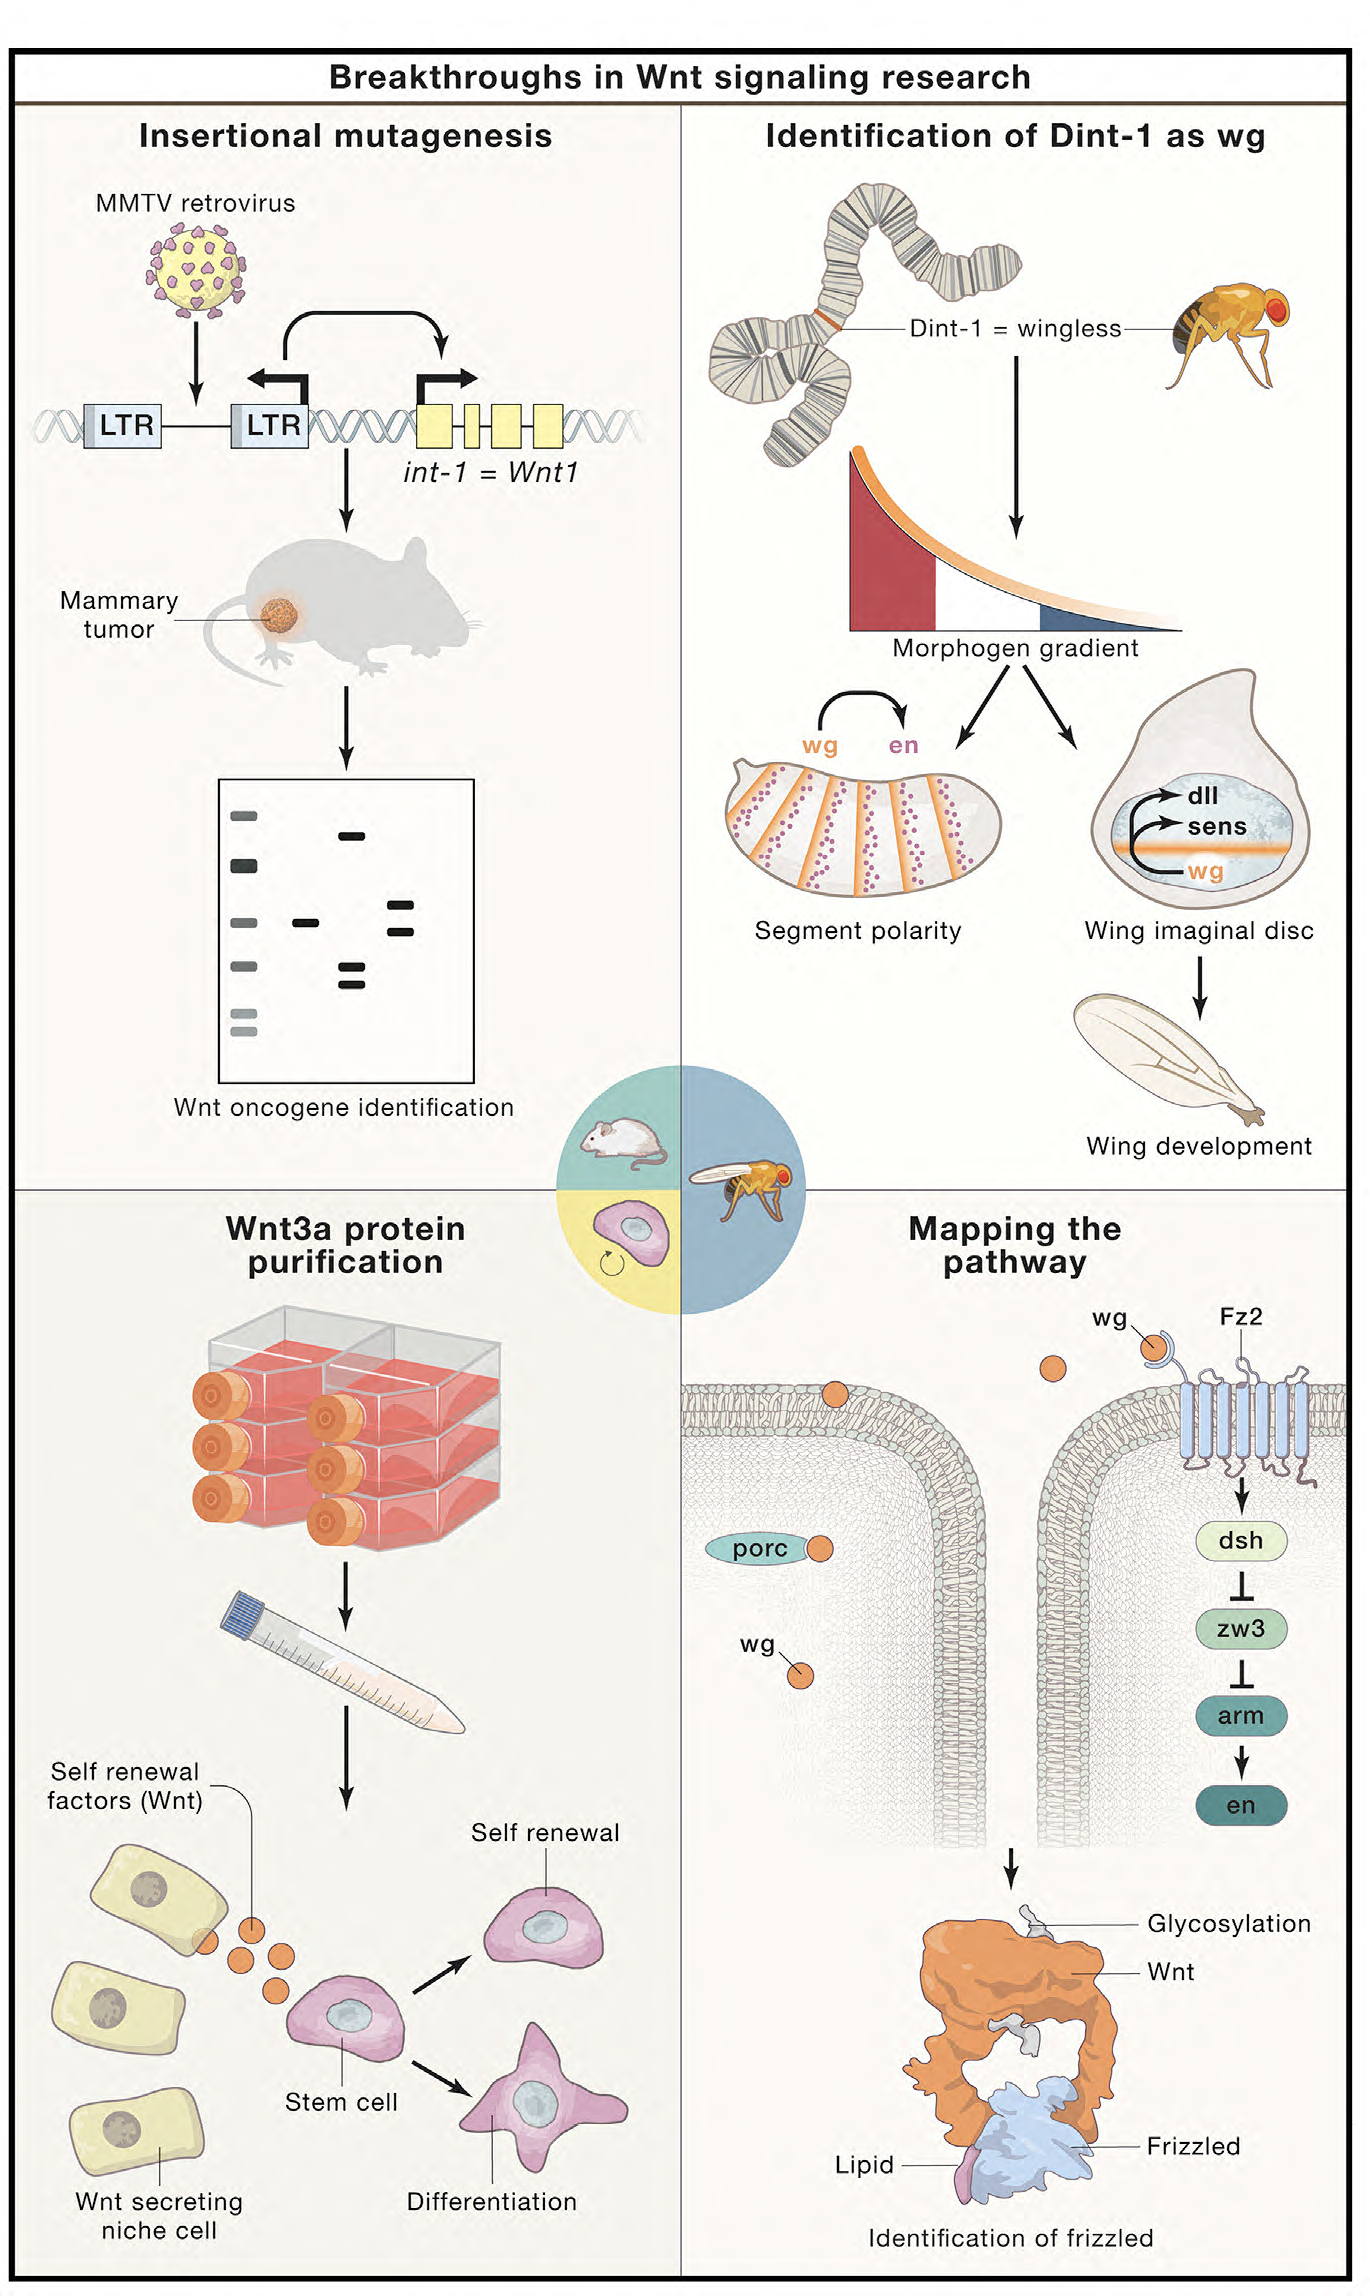 Breakthroughs in Wnt signaling research
Insertional mutagenesis
MMTV retrovirus
LTR
LTR
int-1 = Wnt1
Mammary
tumor
Wnt oncogene identification
Identification of Dint-1 as wg
Dint-1 = wingless
Morphogen gradient
wg
en
Segment polarity
dll
sens
wg
Wing imaginal disc
Wing development
Wnt3a protein
purification
Self renewal
factors (Wnt)
Self renewal
Stem cell
Wnt secreting
niche cell
Differentiation
Mapping the
pathway
wg
Fz2
porc
wg
dsh
zw3
arm
en
Glycosylation
Wnt
Frizzled
Lipid
Identification of frizzled